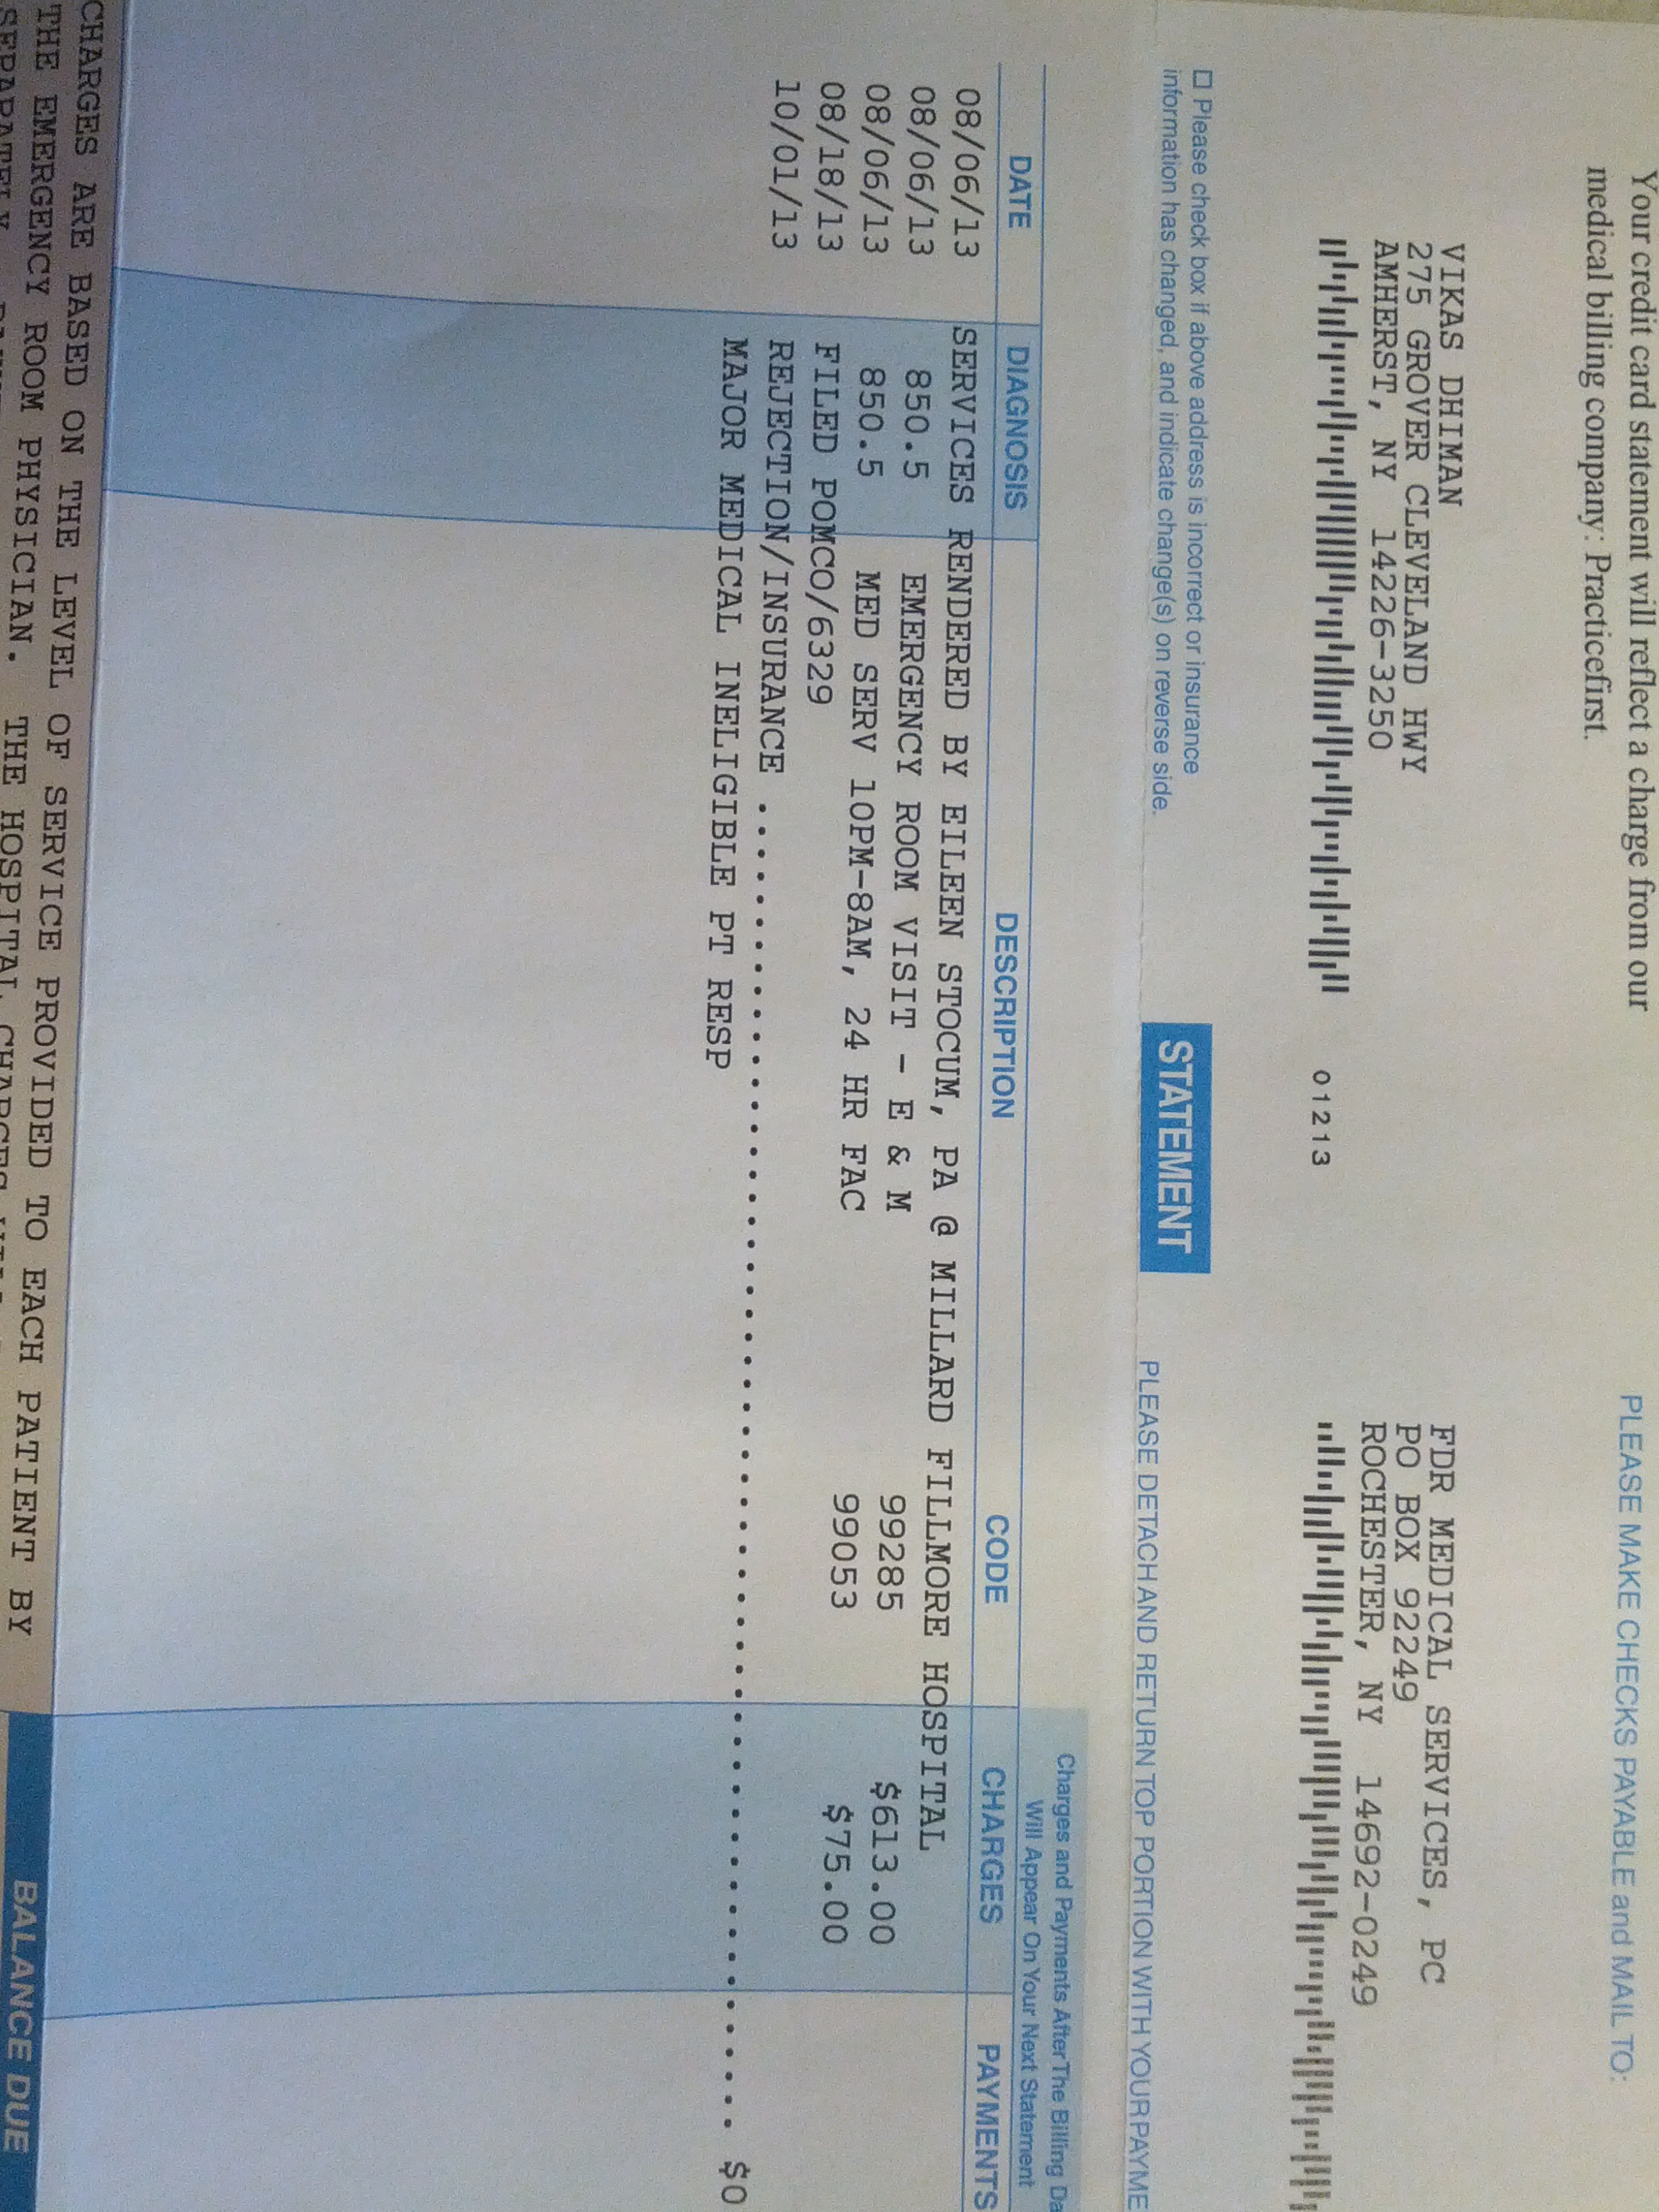 Your credit card statement will reflect a charge from our
medical billing company: Practicefirst.
PLEASE MAKE CHECKS PAYABLE and MAIL TO:
VIKAS DHIMAN
275 GROVER CLEVELAND HWY
AMHERST, NY 14226-3250
01213
FDR MEDICAL SERVICES, PC
PO BOX 92249
ROCHESTER, NY 14692-0249
☐ Please check box if above address is incorrect or insurance
information has changed, and indicate change(s) on reverse side.
STATEMENT
PLEASE DETACH AND RETURN TOP PORTION WITH YOUR PAYME
Charges and Payments After The Billing Da
Will Appear On Your Next Statement
DATE DIAGNOSIS DESCRIPTION CODE CHARGES PAYMENTS
08/06/13 SERVICES RENDERED BY EILEEN STOCUM, PA @ MILLARD FILLMORE HOSPITAL
08/06/13 850.5 EMERGENCY ROOM VISIT - E & M 99285 $613.00
08/06/13 850.5 MED SERV 10PM-8AM, 24 HR FAC 99053 $75.00
08/18/13 FILED POMCO/6329
10/01/13 REJECTION/INSURANCE ........................................................ $0
MAJOR MEDICAL INELIGIBLE PT RESP
CHARGES ARE BASED ON THE LEVEL OF SERVICE PROVIDED TO EACH PATIENT BY
THE EMERGENCY ROOM PHYSICIAN. THE HOSPITAL CHARGES
SEPARATELY
BALANCE DUE